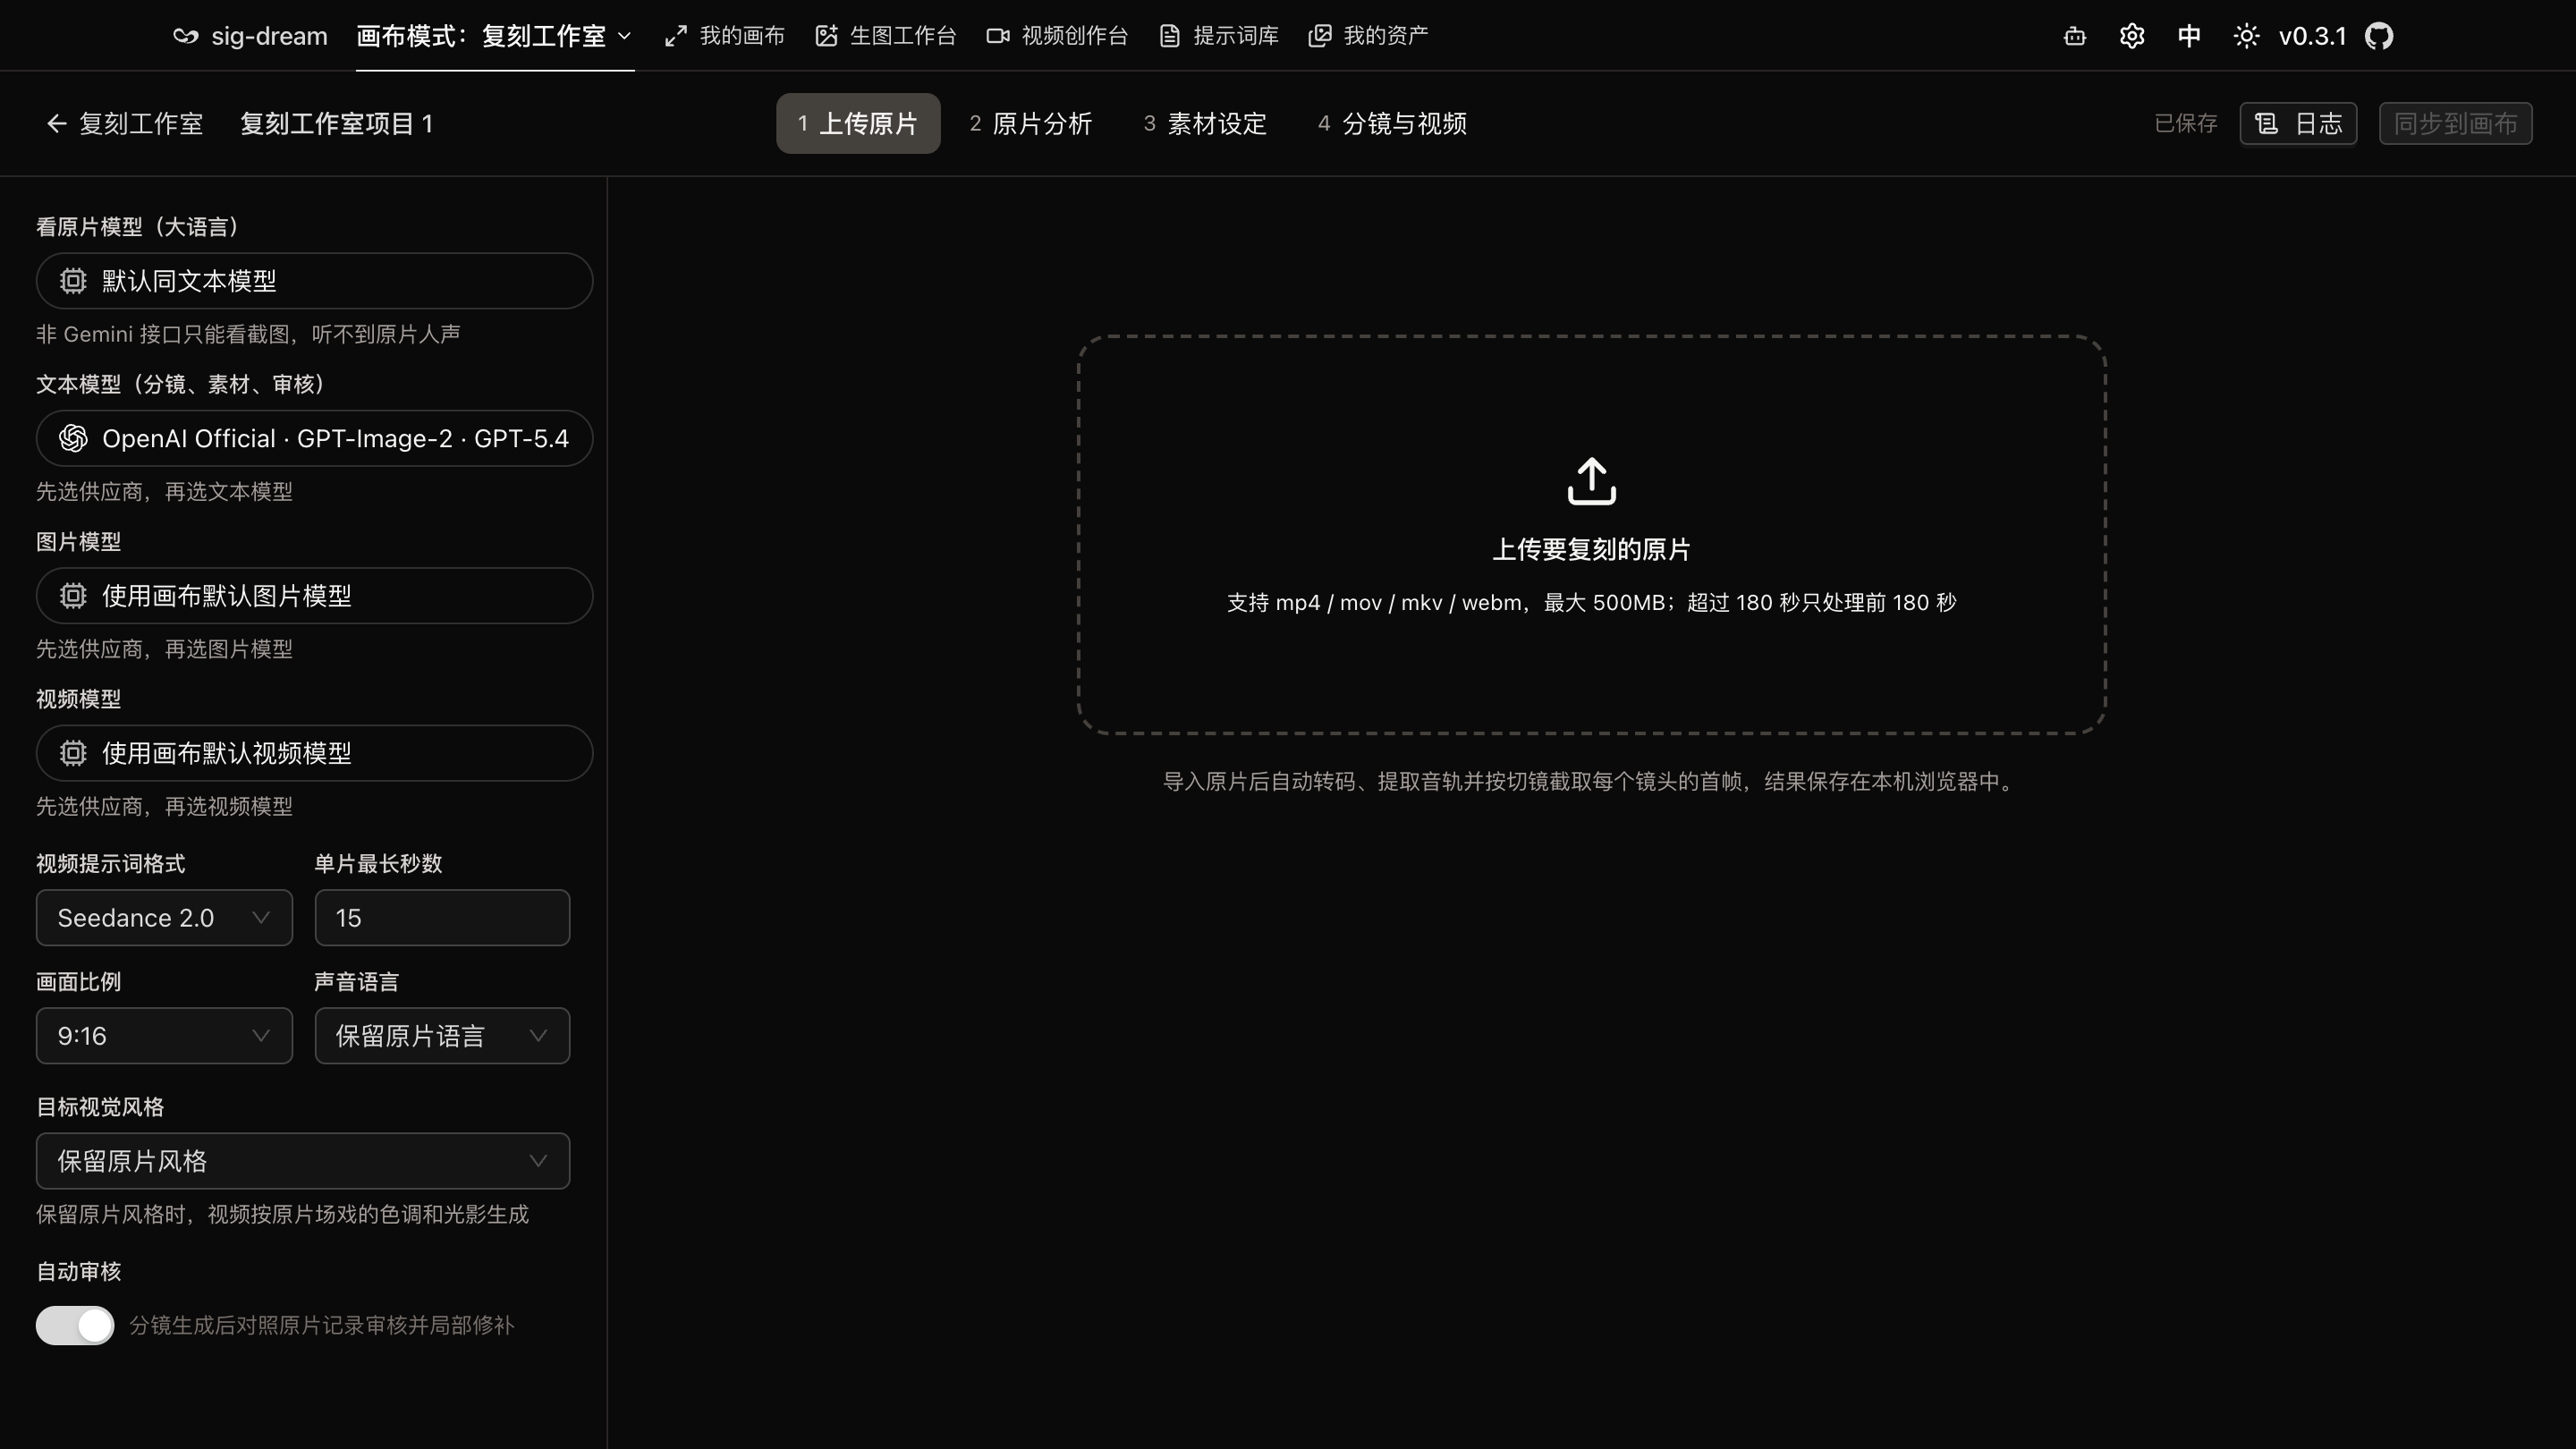 sig-dream 画布模式：复刻工作室 我的画布 生图工作台 视频创作台 提示词库 我的资产 中 v0.3.1
复刻工作室 复刻工作室项目 1 1 上传原片 2 原片分析 3 素材设定 4 分镜与视频 已保存 日志 同步到画布
看原片模型（大语言）
默认同文本模型
非 Gemini 接口只能看截图，听不到原片人声
文本模型（分镜、素材、审核）
OpenAI Official · GPT-Image-2 · GPT-5.4
先选供应商，再选文本模型
图片模型
使用画布默认图片模型
先选供应商，再选图片模型
视频模型
使用画布默认视频模型
先选供应商，再选视频模型
视频提示词格式 单片最长秒数
Seedance 2.0 15
画面比例 声音语言
9:16 保留原片语言
目标视觉风格
保留原片风格
保留原片风格时，视频按原片场戏的色调和光影生成
自动审核
分镜生成后对照原片记录审核并局部修补
上传要复刻的原片
支持 mp4 / mov / mkv / webm，最大 500MB；超过 180 秒只处理前 180 秒
导入原片后自动转码、提取音轨并按切镜截取每个镜头的首帧，结果保存在本机浏览器中。